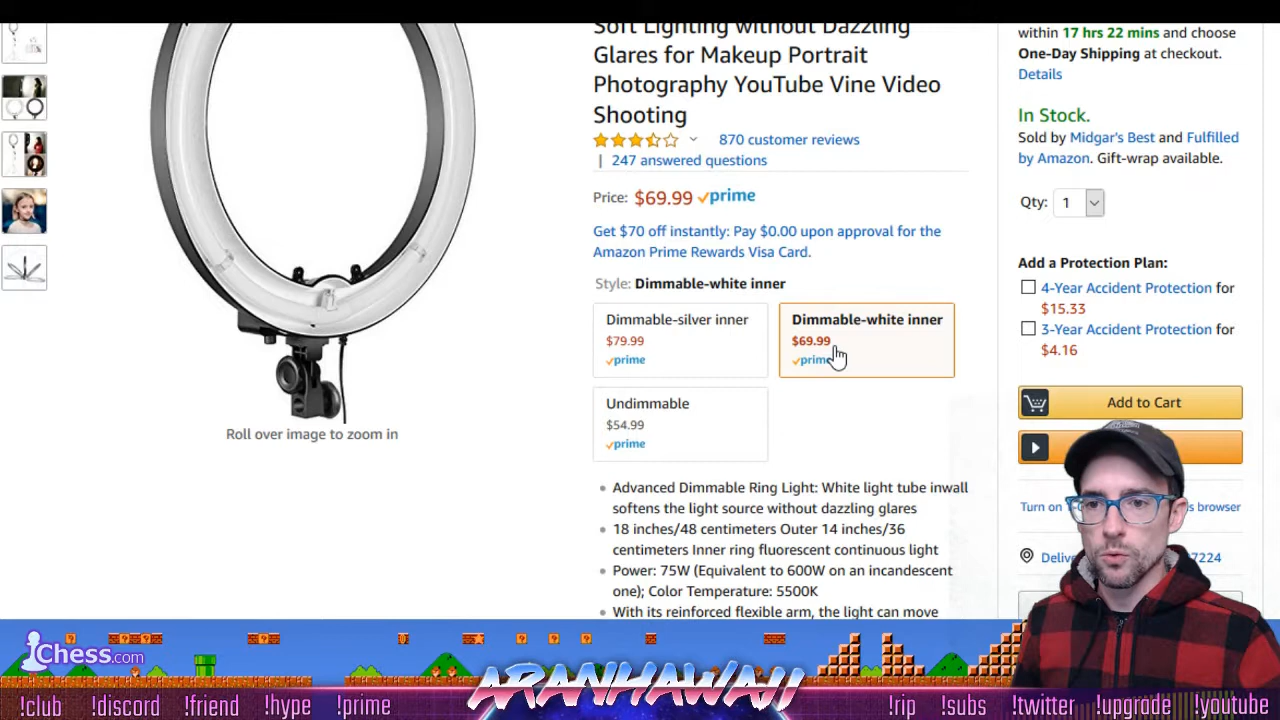 Soft Lighting without Dazzling
Glares for Makeup Portrait
Photography YouTube Vine Video
Shooting
870 customer reviews
| 247 answered questions
Price: $69.99 prime
Get $70 off instantly: Pay $0.00 upon approval for the
Amazon Prime Rewards Visa Card.
Style: Dimmable-white inner
Dimmable-silver inner
$79.99
prime
Dimmable-white inner
$69.99
prime
Undimmable
$54.99
prime
Roll over image to zoom in
• Advanced Dimmable Ring Light: White light tube inwall
softens the light source without dazzling glares
• 18 inches/48 centimeters Outer 14 inches/36
centimeters Inner ring fluorescent continuous light
• Power: 75W (Equivalent to 600W on an incandescent
one); Color Temperature: 5500K
• With its reinforced flexible arm, the light can move
within 17 hrs 22 mins and choose
One-Day Shipping at checkout.
Details
In Stock.
Sold by Midgar's Best and Fulfilled
by Amazon. Gift-wrap available.
Qty: 1
Add a Protection Plan:
4-Year Accident Protection for
$15.33
3-Year Accident Protection for
$4.16
Add to Cart
Turn on
s browser
Delive
7224
Chess.com
ARANHAWAII
!club !discord !friend !hype !prime
!rip !subs !twitter !upgrade !youtube